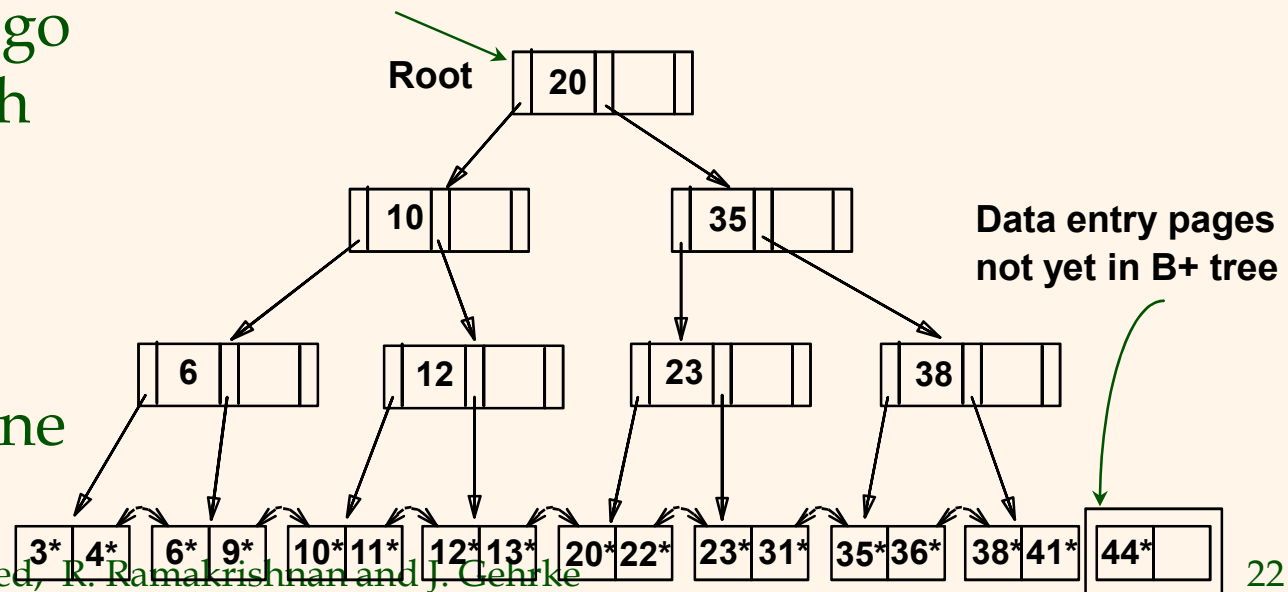 go
h
Root
20
10
35
Data entry pages
not yet in B+ tree
6
12
23
38
ne
3* 4* 6* 9* 10* 11* 12* 13* 20* 22* 23* 31* 35* 36* 38* 41* 44*
ed, R. Ramakrishnan and J. Gehrke
22